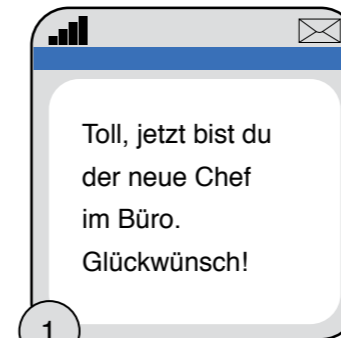 Toll, jetzt bist du
der neue Chef
im Büro.
Glückwünsch!
1